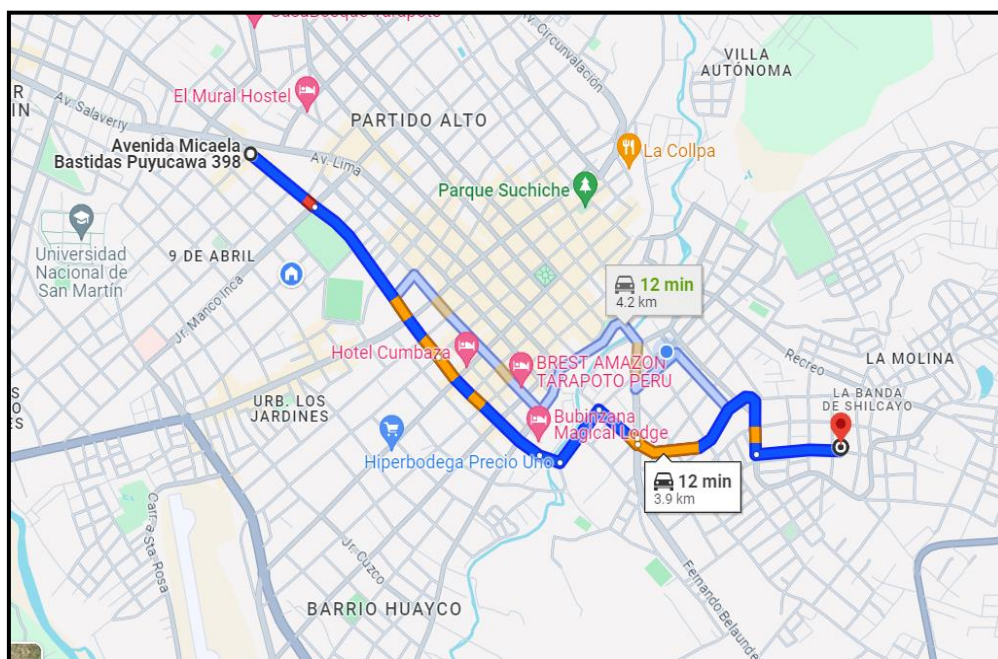 CasaBosque Tarapoto
El Mural Hostel
Av. Circunvalación
VILLA
AUTÓNOMA
Av. Salaverry
PARTIDO ALTO
Avenida Micaela
Bastidas Puyucawa 398
Av. Lima
La Collpa
Parque Suchiche
Universidad
Nacional de
San Martín
9 DE ABRIL
Jr. Manco Inca
12 min
4.2 km
Hotel Cumbaza
BREST AMAZON
TARAPOTO PERU
Recreo
LA MOLINA
LA BANDA
DE SHILCAYO
URB. LOS
JARDINES
Bubinzana
Magical Lodge
Hiperbodega Precio Uno
12 min
3.9 km
Carr. a Sta. Rosa
Jr. Cuzco
Fernando Belaunde
BARRIO HUAYCO